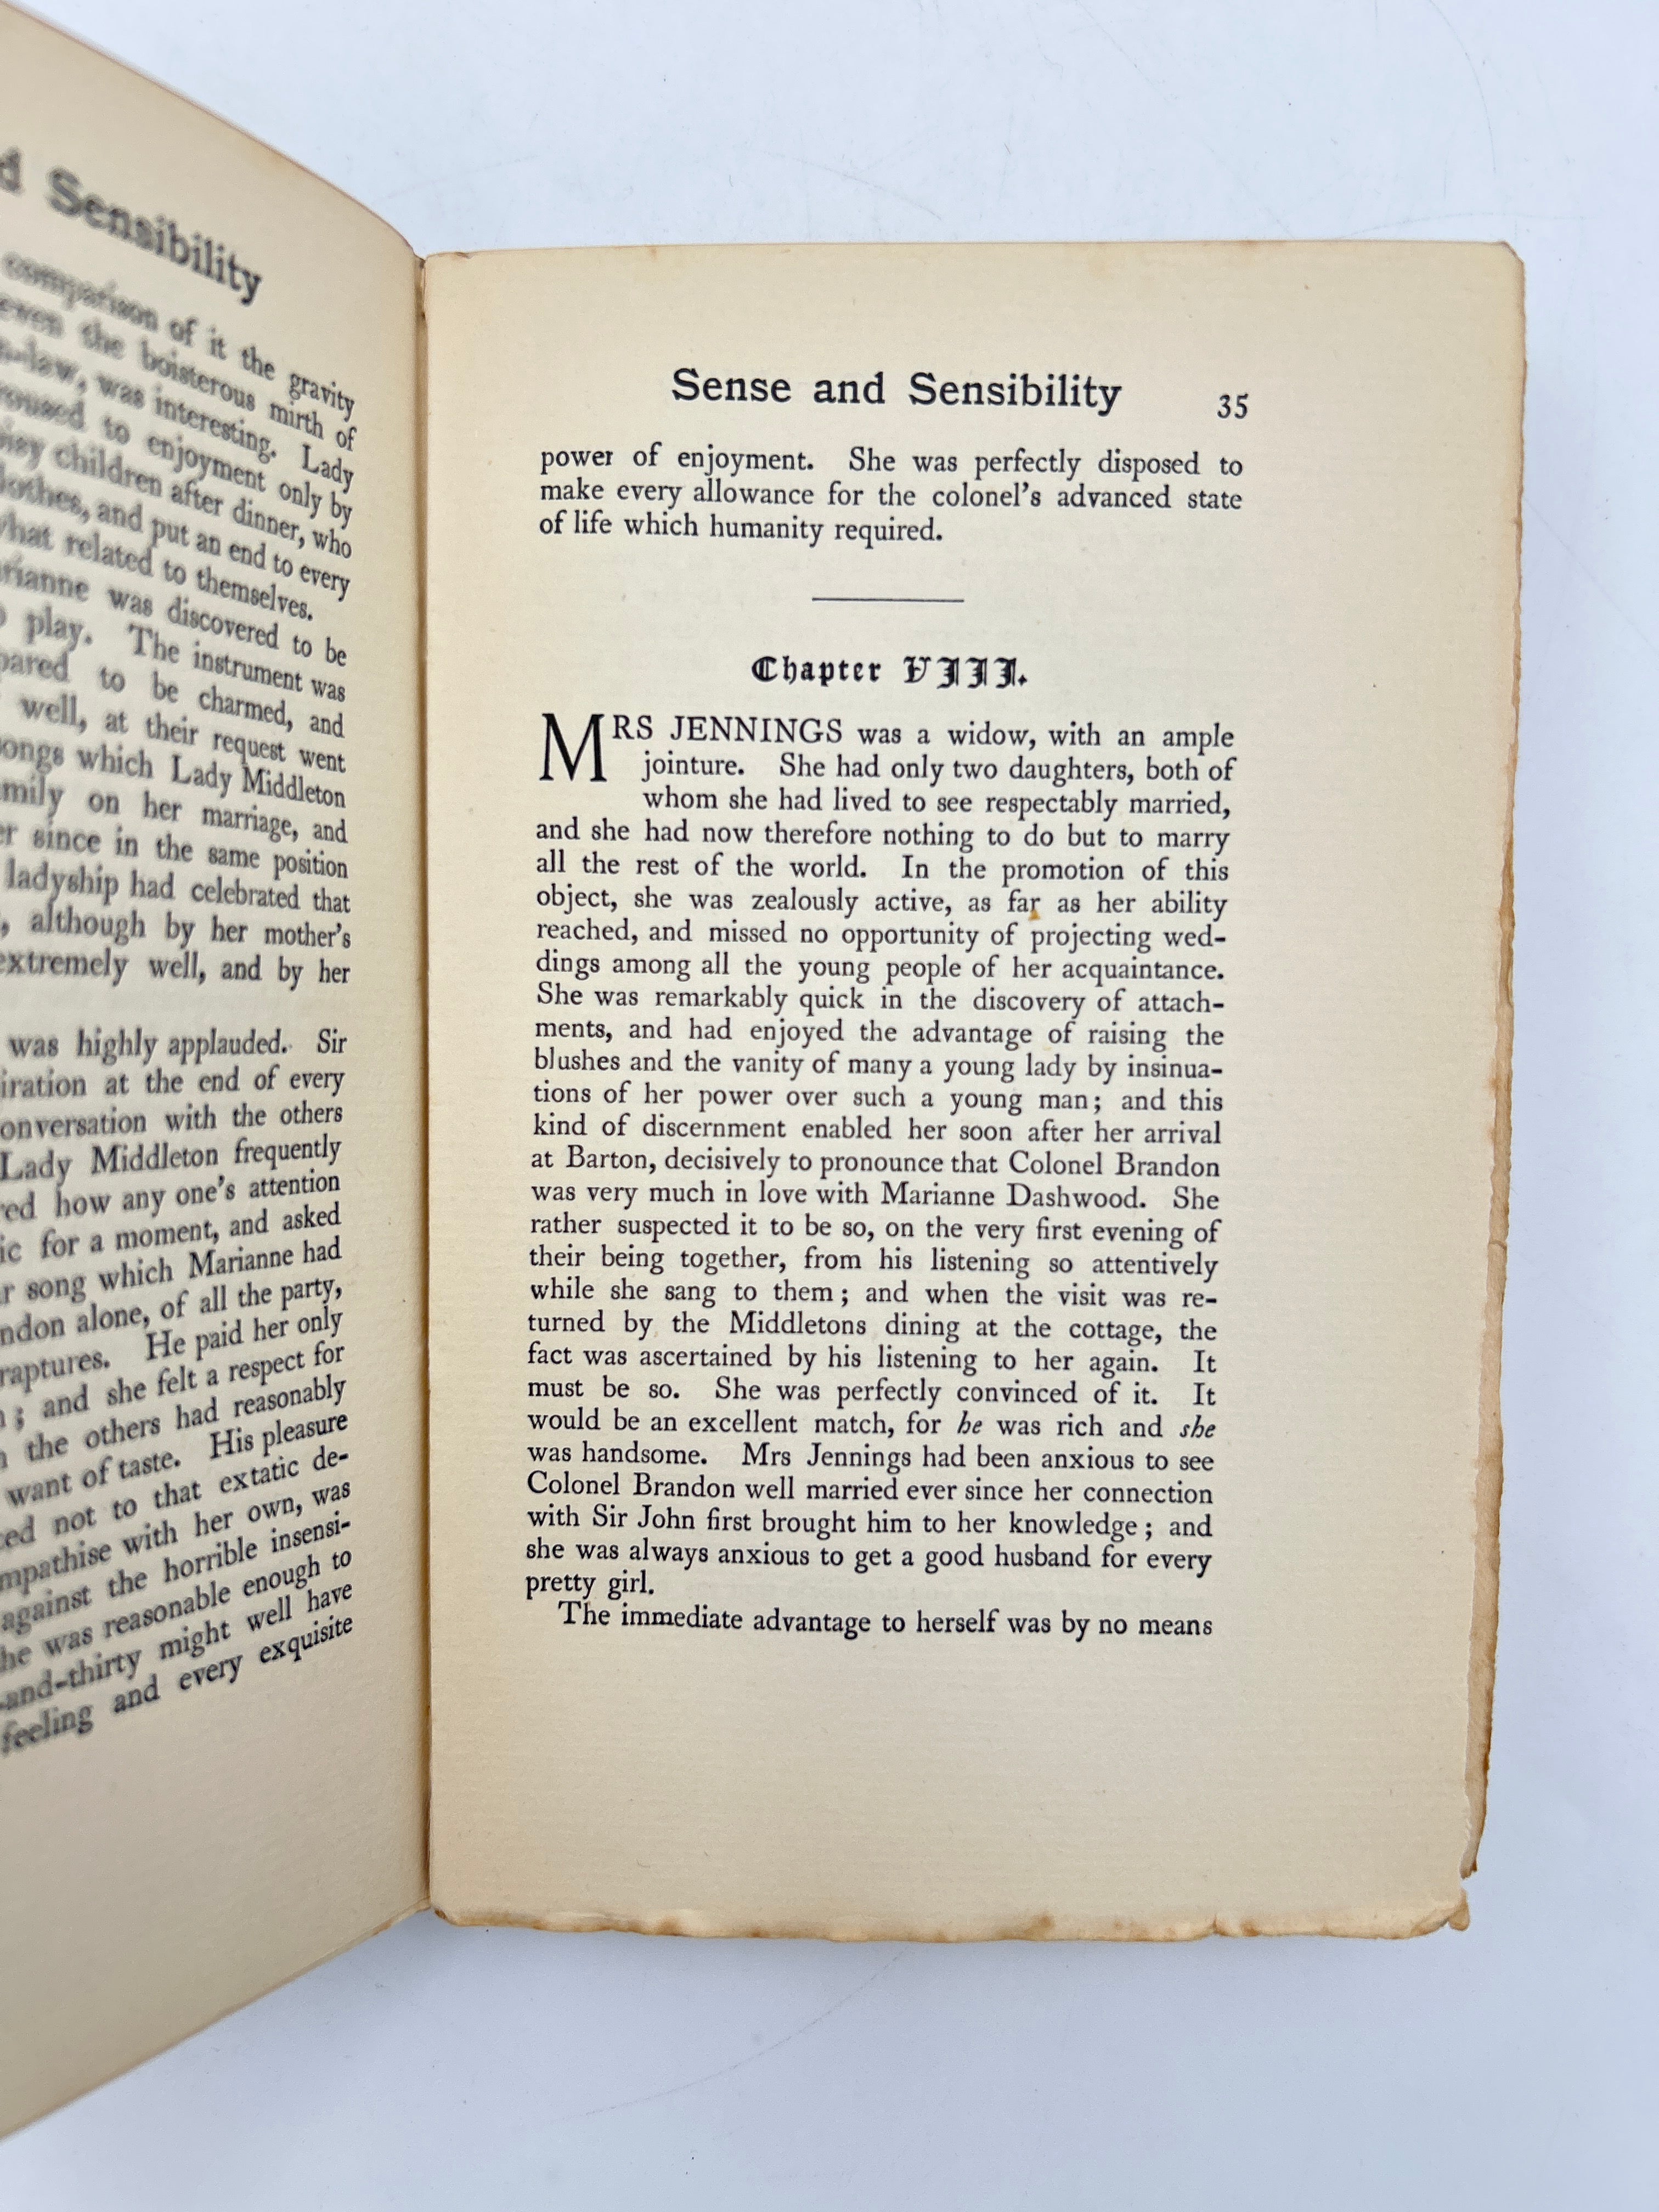 Sensibility
comparison of it the gravity
even the boisterous mirth of
-law, was interesting. Lady
roused to enjoyment only by
children after dinner, who
clothes, and put an end to every
what related to themselves.
Marianne was discovered to be
play. The instrument was
to be charmed, and
well, at their request went
songs which Lady Middleton
family on her marriage, and
since in the same position
ladyship had celebrated that
, although by her mother's
extremely well, and by her
was highly applauded. Sir
at the end of every
conversation with the others
Lady Middleton frequently
how any one's attention
for a moment, and asked
song which Marianne had
alone, of all the party,
raptures. He paid her only
; and she felt a respect for
the others had reasonably
want of taste. His pleasure
not to that extatic de-
with her own, was
against the horrible insensi-
he was reasonable enough to
-and-thirty might well have
feeling and every exquisite
Sense and Sensibility 35
power of enjoyment. She was perfectly disposed to
make every allowance for the colonel's advanced state
of life which humanity required.
Chapter VIII.
MRS JENNINGS was a widow, with an ample
jointure. She had only two daughters, both of
whom she had lived to see respectably married,
and she had now therefore nothing to do but to marry
all the rest of the world. In the promotion of this
object, she was zealously active, as far as her ability
reached, and missed no opportunity of projecting wed-
dings among all the young people of her acquaintance.
She was remarkably quick in the discovery of attach-
ments, and had enjoyed the advantage of raising the
blushes and the vanity of many a young lady by insinua-
tions of her power over such a young man; and this
kind of discernment enabled her soon after her arrival
at Barton, decisively to pronounce that Colonel Brandon
was very much in love with Marianne Dashwood. She
rather suspected it to be so, on the very first evening of
their being together, from his listening so attentively
while she sang to them; and when the visit was re-
turned by the Middletons dining at the cottage, the
fact was ascertained by his listening to her again. It
must be so. She was perfectly convinced of it. It
would be an excellent match, for he was rich and she
was handsome. Mrs Jennings had been anxious to see
Colonel Brandon well married ever since her connection
with Sir John first brought him to her knowledge; and
she was always anxious to get a good husband for every
pretty girl.
The immediate advantage to herself was by no means